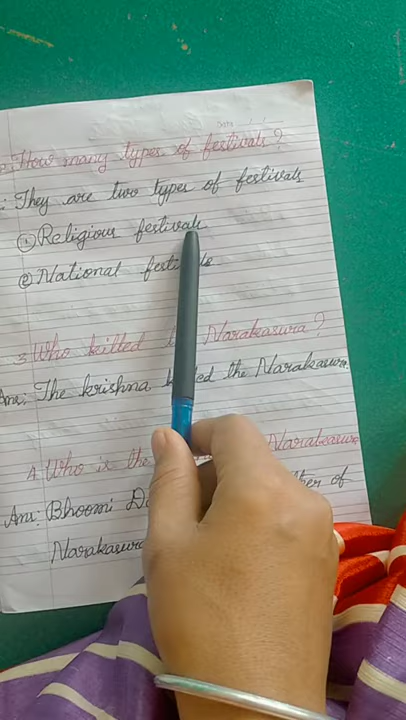 How many types of festivals?
They are two types of festivals
① Religious festivals
② National
3. Who killed Narakasura?
Ans: The krishna the Narakasura.
4. Who is the Narakasura
Ans: Bhoomi of
Narakasura